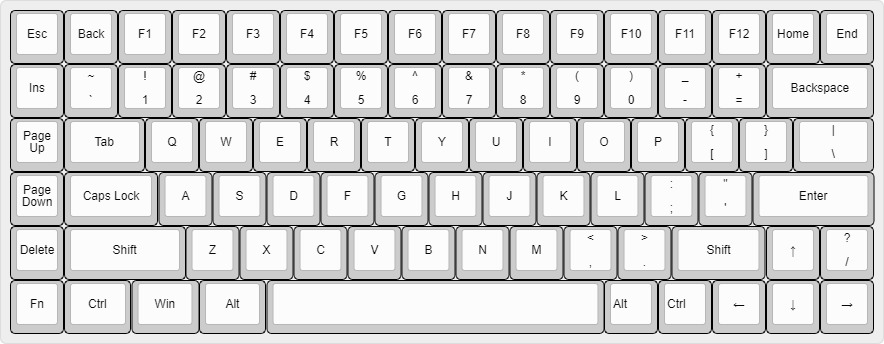 Esc Back F1 F2 F3 F4 F5 F6 F7 F8 F9 F10 F11 F12 Home End
Ins ~ ! @ # $ % ^ & * ( ) _ + Backspace
` 1 2 3 4 5 6 7 8 9 0 - =
Page Up Tab Q W E R T Y U I O P { } |
[ ] \
Page Down Caps Lock A S D F G H J K L : " Enter
; '
Delete Shift Z X C V B N M < > Shift ↑ ?
, . /
Fn Ctrl Win Alt Alt Ctrl ← ↓ →